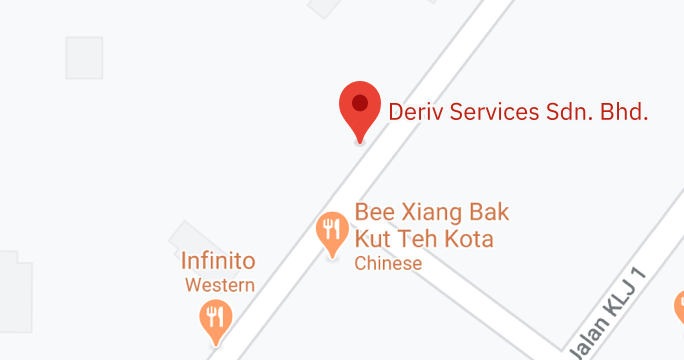 Deriv Services Sdn. Bhd.
Bee Xiang Bak
Kut Teh Kota
Chinese
Infinito
Western
Jalan KLJ 1